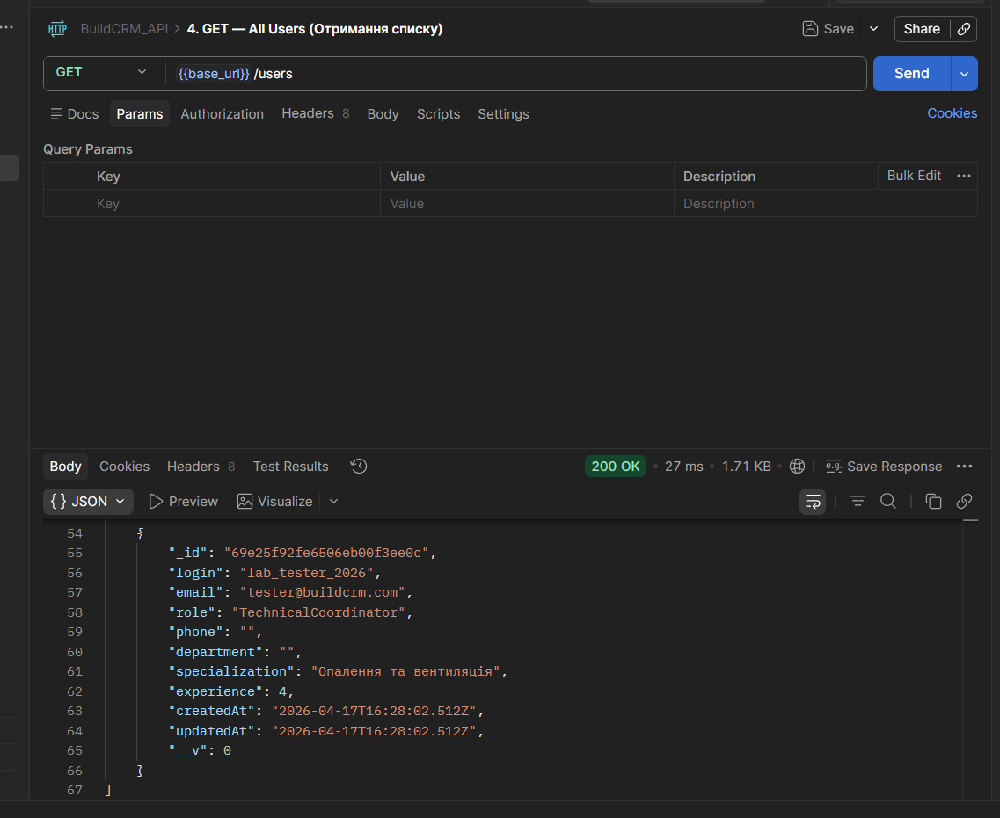 HTTP BuildCRM_API > 4. GET — All Users (Отримання списку) Save Share
GET {{base_url}} /users Send
Docs Params Authorization Headers 8 Body Scripts Settings Cookies
Query Params
Key Value Description Bulk Edit ···
Key Value Description
Body Cookies Headers 8 Test Results 200 OK • 27 ms • 1.71 KB • e.g. Save Response ···
{} JSON Preview Visualize
54 {
55 "_id": "69e25f92fe6506eb00f3ee0c",
56 "login": "lab_tester_2026",
57 "email": "tester@buildcrm.com",
58 "role": "TechnicalCoordinator",
59 "phone": "",
60 "department": "",
61 "specialization": "Опалення та вентиляція",
62 "experience": 4,
63 "createdAt": "2026-04-17T16:28:02.512Z",
64 "updatedAt": "2026-04-17T16:28:02.512Z",
65 "__v": 0
66 }
67 ]